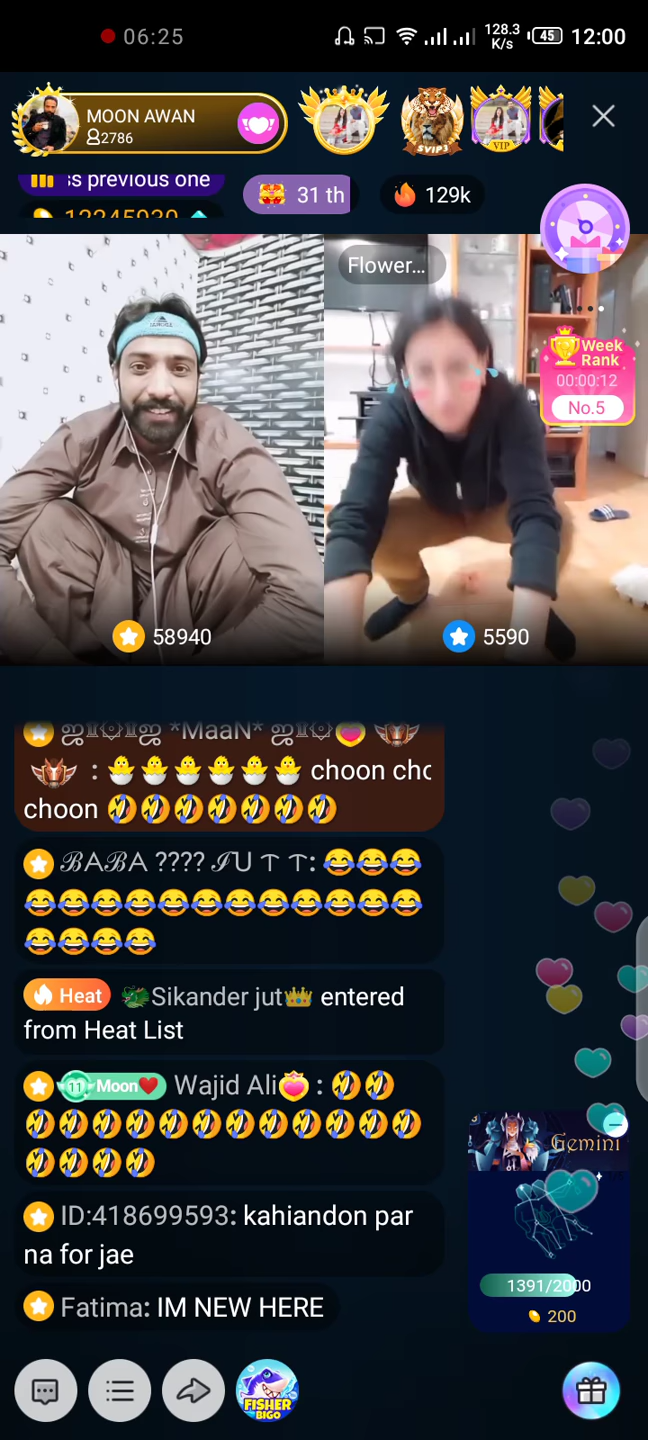 06:25
128.3 K/s
45
12:00
MOON AWAN
2786
SVIP3
VIP
ss previous one
31 th
129k
Flower...
Week
Rank
00:00:12
No.5
58940
5590
*MaaN*
: 🐣🐣🐣🐣🐣🐣 choon chc
choon 🤣🤣🤣🤣🤣🤣🤣
ℬAℬA ???? ℐU ㅜ ㅜ: 😂😂😂
😂😂😂😂😂😂😂😂😂😂😂😂
😂😂😂😂
Heat 🐲Sikander jut👑 entered
from Heat List
11 Moon❤️ Wajid Ali : 🤣🤣
🤣🤣🤣🤣🤣🤣🤣🤣🤣🤣🤣🤣
🤣🤣🤣🤣
ID:418699593: kahiandon par
na for jae
Fatima: IM NEW HERE
Gemini
1391/2000
200
FISHER
BIGO